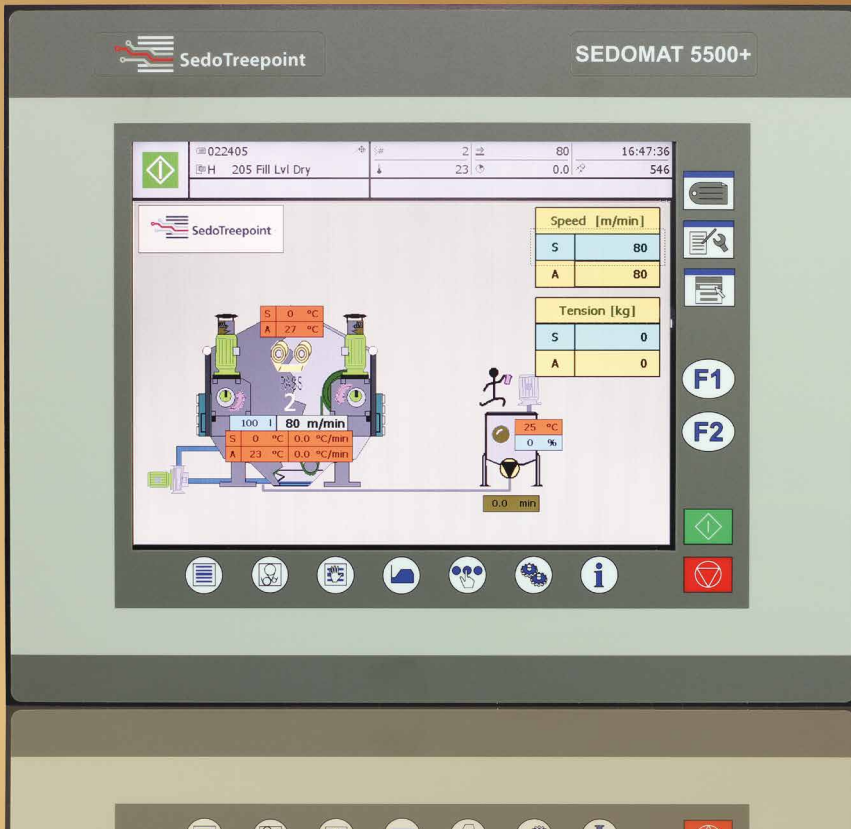 SedoTreepoint
SEDOMAT 5500+
022405 2 80 16:47:36
H 205 Fill Lvl Dry 23 0.0 546
SedoTreepoint
Speed [m/min]
S 80
A 80
Tension [kg]
S 0
A 0
S 0 °C
A 27 °C
2
100 l 80 m/min
S 0 °C 0.0 °C/min
A 23 °C 0.0 °C/min
25 °C
0 %
0.0 min
F1
F2